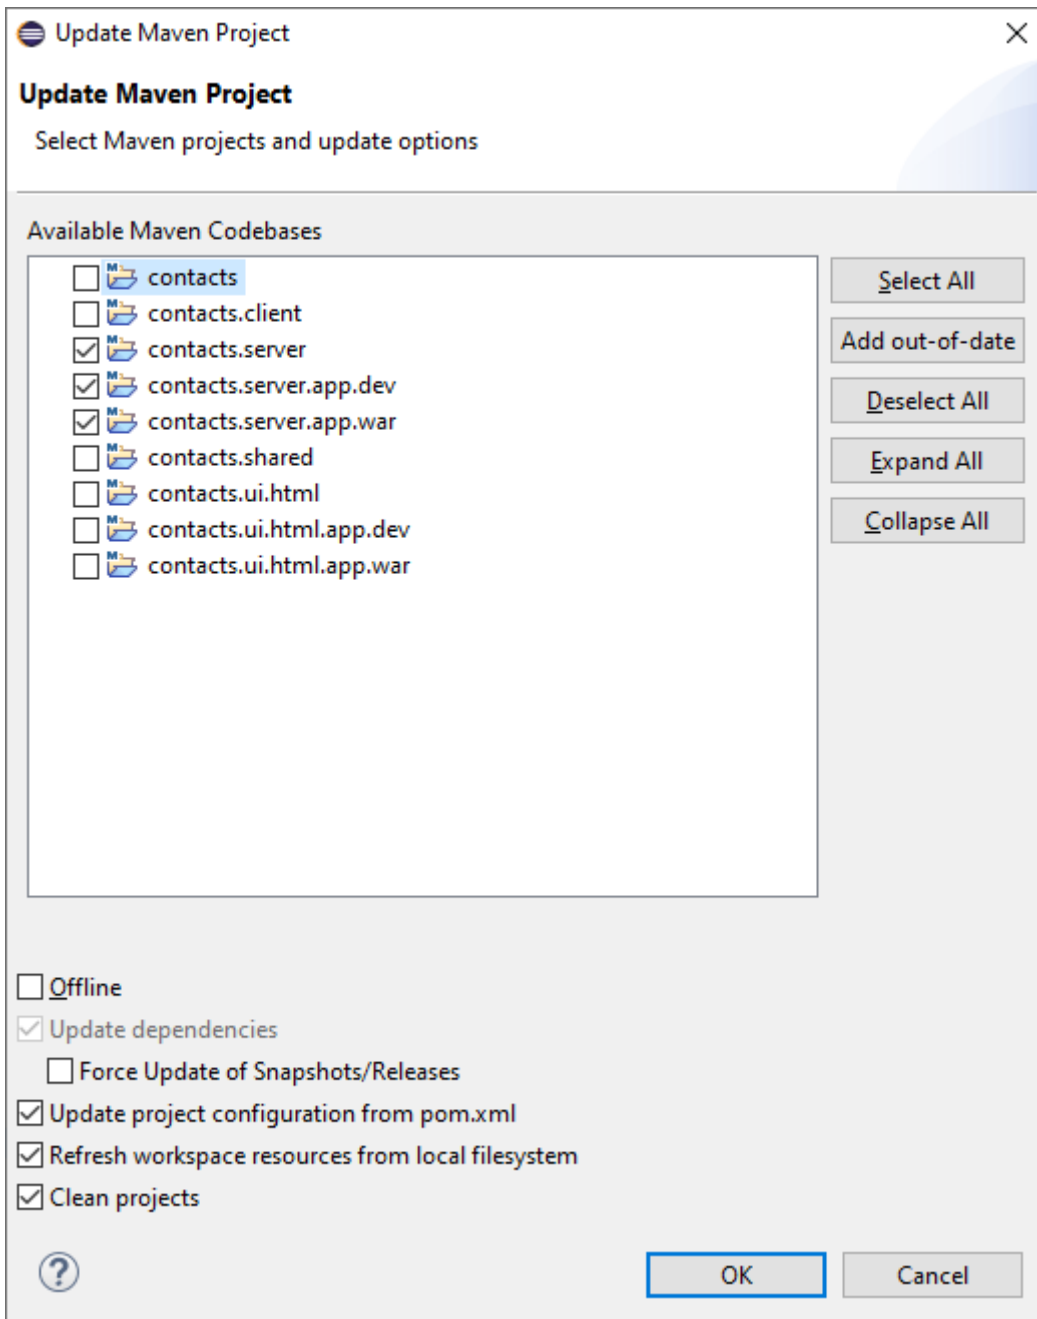 Update Maven Project
Update Maven Project
Select Maven projects and update options
Available Maven Codebases
contacts
contacts.client
contacts.server
contacts.server.app.dev
contacts.server.app.war
contacts.shared
contacts.ui.html
contacts.ui.html.app.dev
contacts.ui.html.app.war
Select All
Add out-of-date
Deselect All
Expand All
Collapse All
Offline
Update dependencies
Force Update of Snapshots/Releases
Update project configuration from pom.xml
Refresh workspace resources from local filesystem
Clean projects
?
OK
Cancel